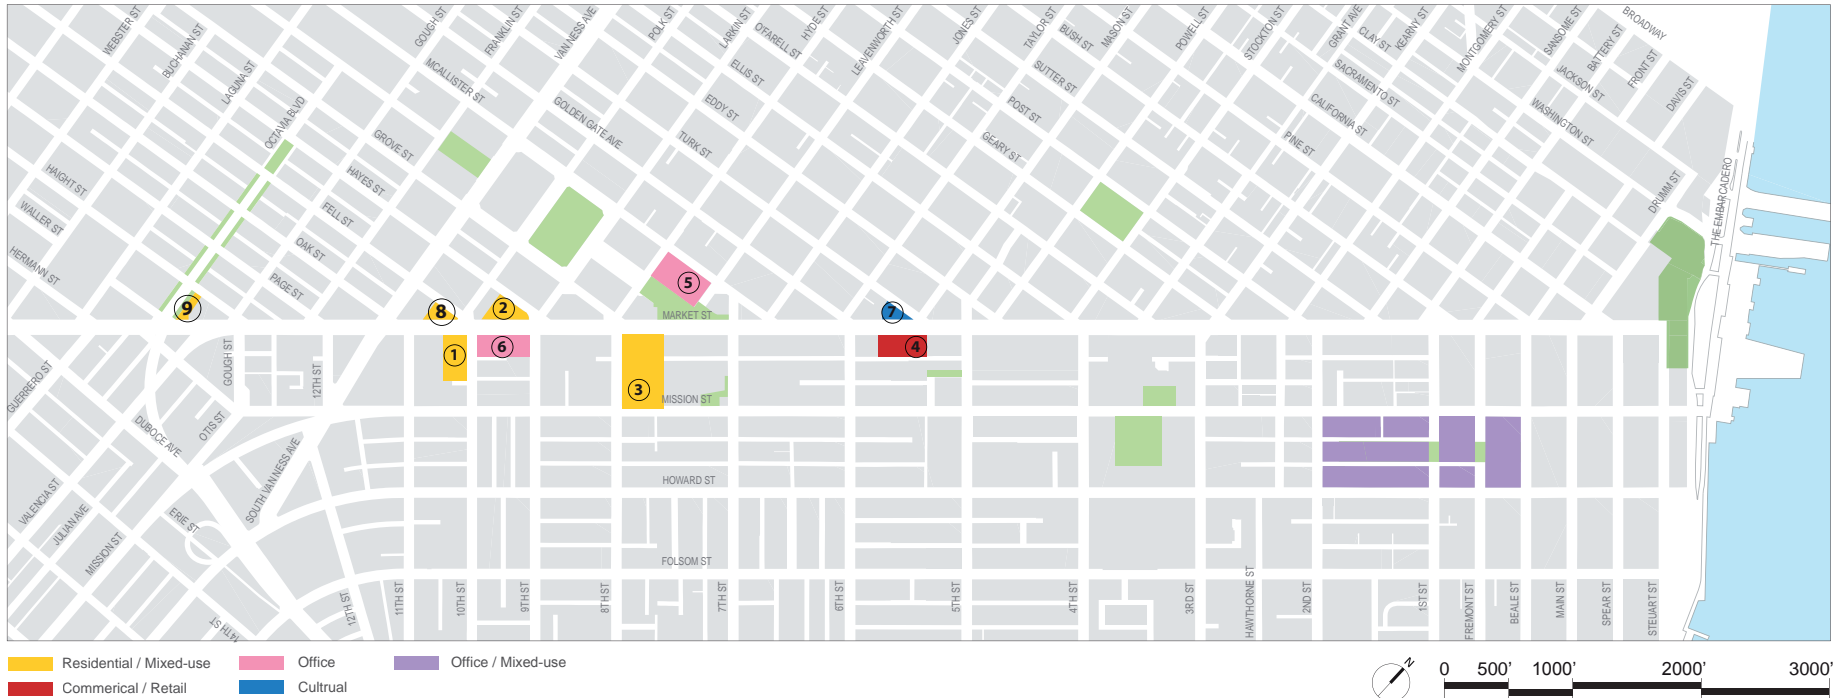 WEBSTER ST
BUCHANAN ST
LAGUNA ST
OCTAVIA BLVD
GOUGH ST
FRANKLIN ST
VAN NESS AVE
POLK ST
LARKIN ST
O'FARELL ST
HYDE ST
LEAVENWORTH ST
JONES ST
TAYLOR ST
BUSH ST
MASON ST
POWELL ST
STOCKTON ST
GRANT AVE
CLAY ST
KEARNY ST
MONTGOMERY ST
SANSOME ST
BATTERY ST
BROADWAY
FRONT ST
DAVIS ST
MCALLISTER ST
GOLDEN GATE AVE
ELLIS ST
EDDY ST
TURK ST
SUTTER ST
POST ST
GEARY ST
SACRAMENTO ST
CALIFORNIA ST
PINE ST
JACKSON ST
WASHINGTON ST
DRUMM ST
THE EMBARCADERO
GROVE ST
HAYES ST
FELL ST
OAK ST
PAGE ST
HAIGHT ST
WALLER ST
HERMANN ST
9
8
2
5
7
MARKET ST
1
6
3
4
GUERRERO ST
GOUGH ST
12TH ST
MISSION ST
DUBOCE AVE
OTIS ST
SOUTH VAN NESS AVE
HOWARD ST
VALENCIA ST
JULIAN AVE
MISSION ST
ERIE ST
14TH ST
FOLSOM ST
12TH ST
11TH ST
10TH ST
9TH ST
8TH ST
7TH ST
6TH ST
5TH ST
4TH ST
3RD ST
HAWTHORNE ST
2ND ST
1ST ST
FREMONT ST
BEALE ST
MAIN ST
SPEAR ST
STEUART ST
Residential / Mixed-use
Office
Office / Mixed-use
Commerical / Retail
Cultrual
N
0 500' 1000' 2000' 3000'